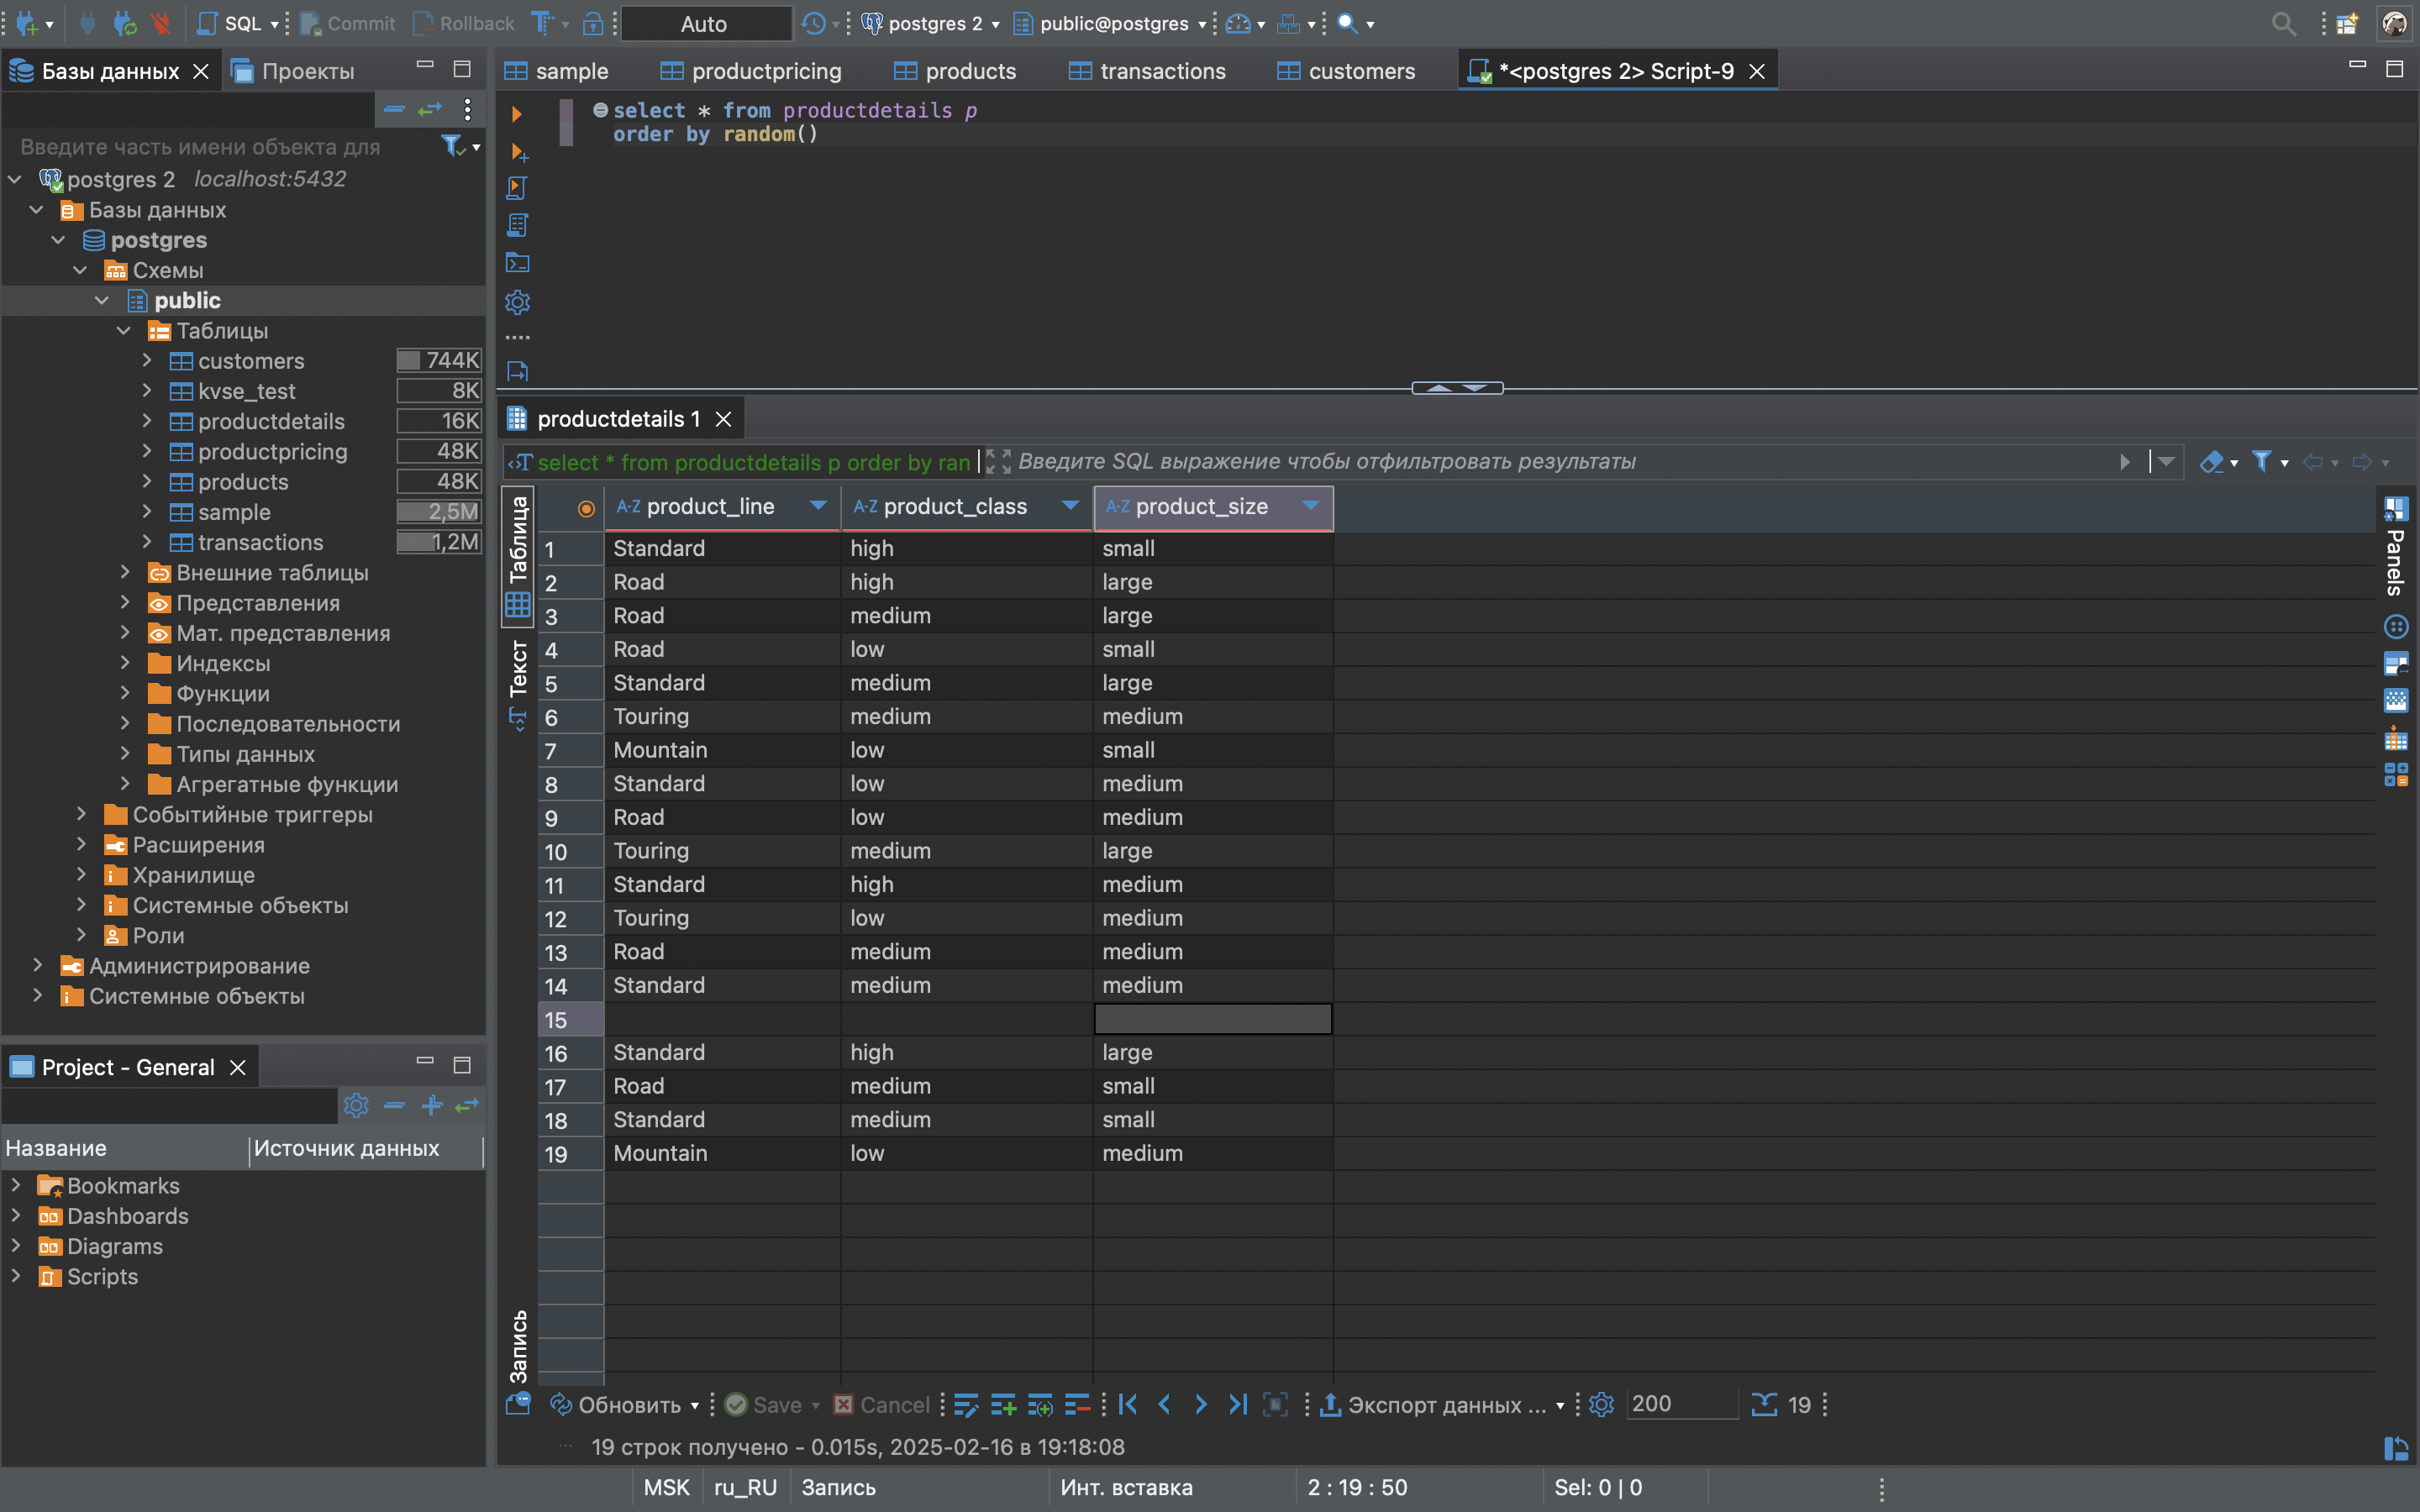 SQL Commit Rollback Auto postgres 2 public@postgres
Базы данных Проекты
sample productpricing products transactions customers *<postgres 2> Script-9
Введите часть имени объекта для
postgres 2 localhost:5432
Базы данных
postgres
Схемы
public
Таблицы
customers 744K
kvse_test 8K
productdetails 16K
productpricing 48K
products 48K
sample 2,5M
transactions 1,2M
Внешние таблицы
Представления
Мат. представления
Индексы
Функции
Последовательности
Типы данных
Агрегатные функции
Событийные триггеры
Расширения
Хранилище
Системные объекты
Роли
Администрирование
Системные объекты
Project - General
Название Источник данных
Bookmarks
Dashboards
Diagrams
Scripts
select * from productdetails p
order by random()
productdetails 1
select * from productdetails p order by ran Введите SQL выражение чтобы отфильтровать результаты
Таблица
Текст
Запись
A-Z product_line A-Z product_class A-Z product_size
1 Standard high small
2 Road high large
3 Road medium large
4 Road low small
5 Standard medium large
6 Touring medium medium
7 Mountain low small
8 Standard low medium
9 Road low medium
10 Touring medium large
11 Standard high medium
12 Touring low medium
13 Road medium medium
14 Standard medium medium
15
16 Standard high large
17 Road medium small
18 Standard medium small
19 Mountain low medium
Panels
Обновить Save Cancel Экспорт данных ... 200 19
19 строк получено - 0.015s, 2025-02-16 в 19:18:08
MSK ru_RU Запись Инт. вставка 2 : 19 : 50 Sel: 0 | 0